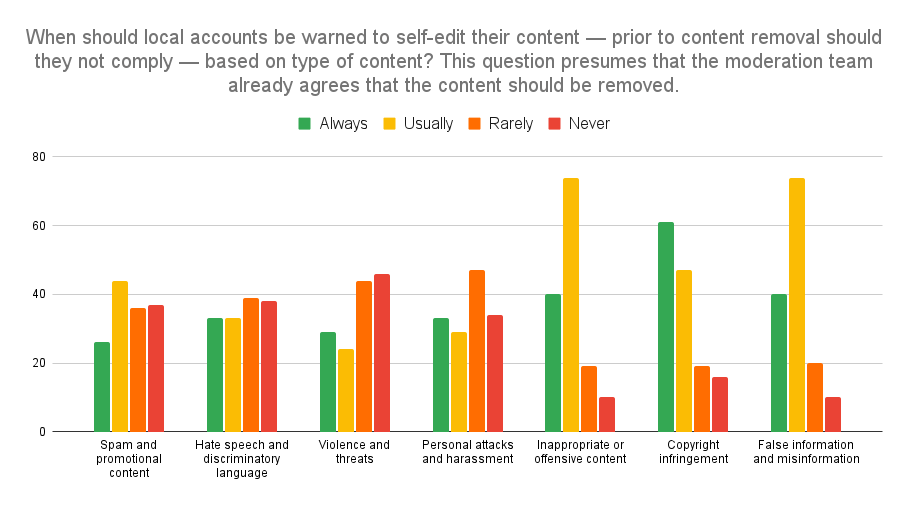 When should local accounts be warned to self-edit their content — prior to content removal should
they not comply — based on type of content? This question presumes that the moderation team
already agrees that the content should be removed.
Always Usually Rarely Never
80
60
40
20
0
Spam and
promotional
content
Hate speech and
discriminatory
language
Violence and
threats
Personal attacks
and harassment
Inappropriate or
offensive content
Copyright
infringement
False information
and misinformation